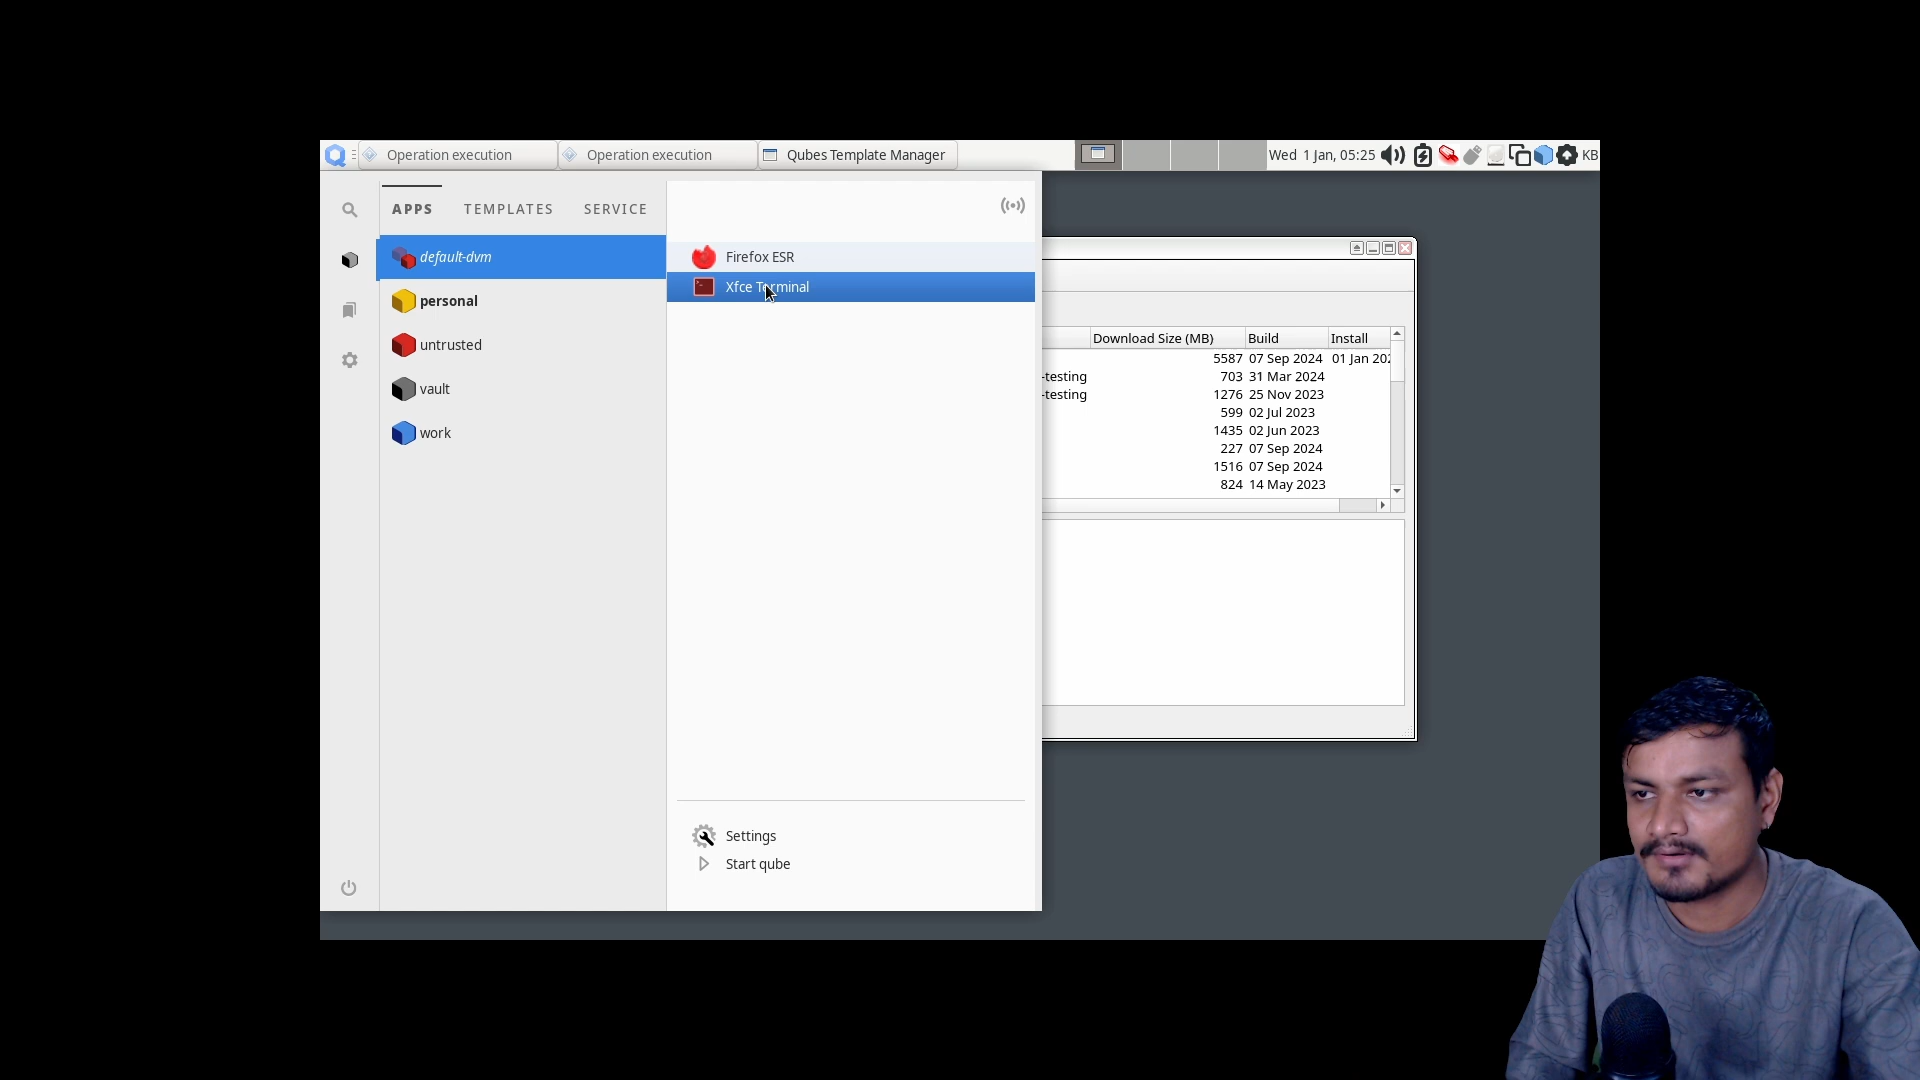 Operation execution
Operation execution
Qubes Template Manager
Wed 1 Jan, 05:25
KB
APPS
TEMPLATES
SERVICE
default-dvm
personal
untrusted
vault
work
Firefox ESR
Xfce Terminal
Settings
Start qube
Download Size (MB) Build Install
5587 07 Sep 2024 01 Jan 202
-testing 703 31 Mar 2024
-testing 1276 25 Nov 2023
599 02 Jul 2023
1435 02 Jun 2023
227 07 Sep 2024
1516 07 Sep 2024
824 14 May 2023